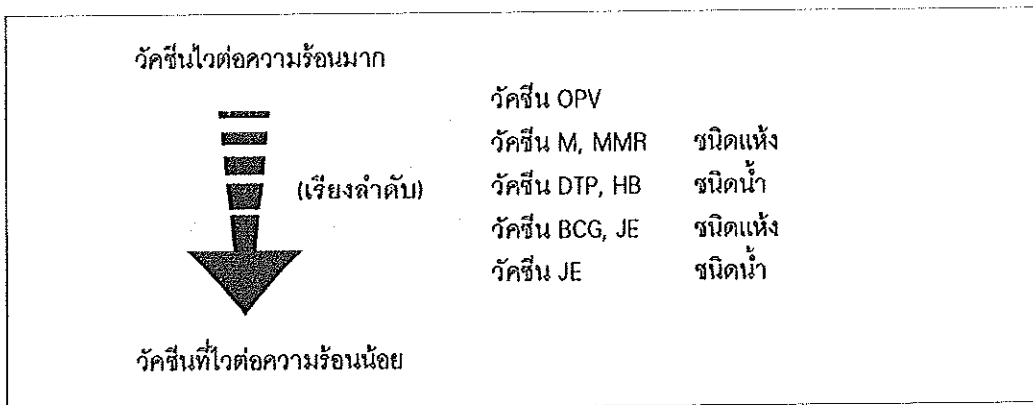 วัคซีนไวต่อความร้อนมาก
วัคซีน OPV
วัคซีน M, MMR ชนิดแห้ง
(เรียงลำดับ)
วัคซีน DTP, HB ชนิดน้ำ
วัคซีน BCG, JE ชนิดแห้ง
วัคซีน JE ชนิดน้ำ
วัคซีนที่ไวต่อความร้อนน้อย